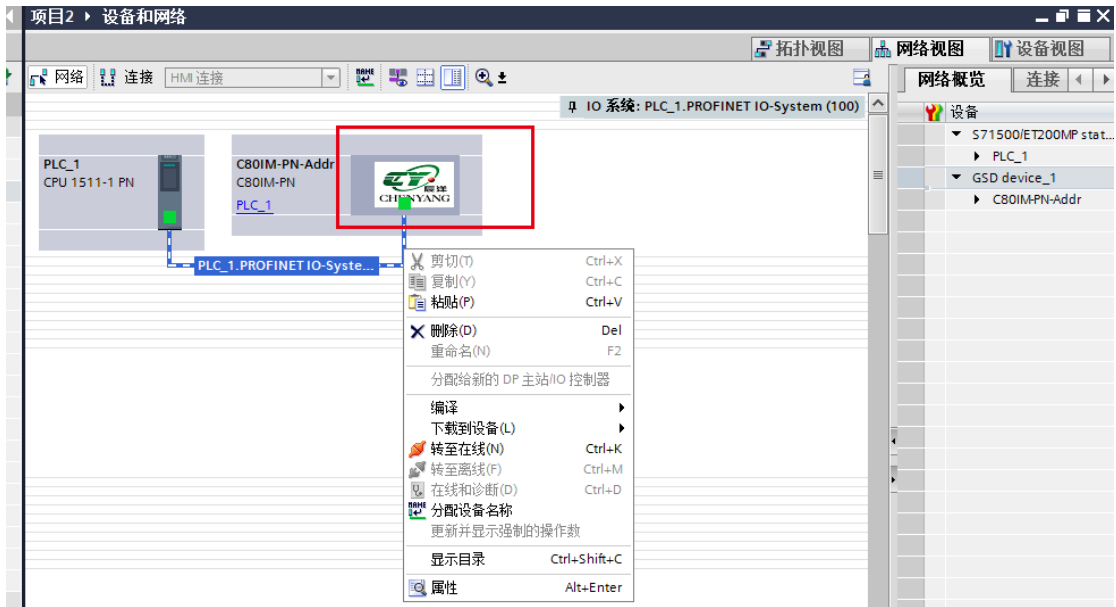 项目2 ▸ 设备和网络
拓扑视图 网络视图 设备视图
网络 连接 HMI 连接
网络概览 连接
IO 系统: PLC_1.PROFINET IO-System (100)
设备
S71500/ET200MP stat...
PLC_1
GSD device_1
C80IM-PN-Addr
PLC_1
CPU 1511-1 PN
C80IM-PN-Addr
C80IM-PN
PLC_1
CY 晨洋
CHENYANG
PLC_1.PROFINET IO-Syste...
剪切(T) Ctrl+X
复制(Y) Ctrl+C
粘贴(P) Ctrl+V
删除(D) Del
重命名(N) F2
分配给新的 DP 主站/IO 控制器
编译
下载到设备(L)
转至在线(N) Ctrl+K
转至离线(F) Ctrl+M
在线和诊断(D) Ctrl+D
分配设备名称
更新并显示强制的操作数
显示目录 Ctrl+Shift+C
属性 Alt+Enter